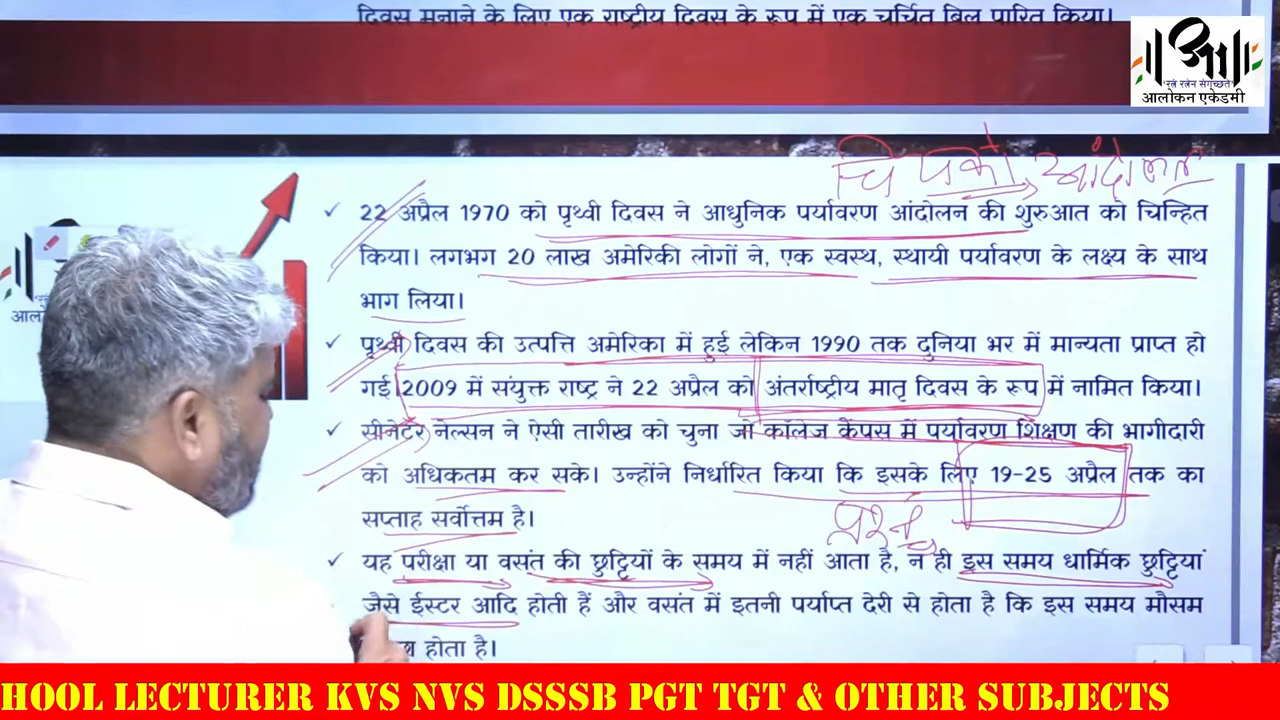 दिवस मनाने के लिए एक राष्ट्रीय दिवस के रूप में एक चर्चित बिल पारित किया।
रत्नं रत्नेन संगच्छते
आलोकन एकेडमी
चिपको आंदोलन
22 अप्रैल 1970 को पृथ्वी दिवस ने आधुनिक पर्यावरण आंदोलन की शुरुआत को चिन्हित
किया। लगभग 20 लाख अमेरिकी लोगों ने, एक स्वस्थ, स्थायी पर्यावरण के लक्ष्य के साथ
भाग लिया।
पृथ्वी दिवस की उत्पत्ति अमेरिका में हुई लेकिन 1990 तक दुनिया भर में मान्यता प्राप्त हो
गई। 2009 में संयुक्त राष्ट्र ने 22 अप्रैल को अंतर्राष्ट्रीय मातृ दिवस के रूप में नामित किया।
सीनेटर नेल्सन ने ऐसी तारीख को चुना जो कॉलेज कैंपस में पर्यावरण शिक्षण की भागीदारी
को अधिकतम कर सके। उन्होंने निर्धारित किया कि इसके लिए 19-25 अप्रैल तक का
सप्ताह सर्वोत्तम है।
प्रश्न
यह परीक्षा या वसंत की छुट्टियों के समय में नहीं आता है, न ही इस समय धार्मिक छुट्टियां
जैसे ईस्टर आदि होती हैं और वसंत में इतनी पर्याप्त देरी से होता है कि इस समय मौसम
होता है।
HOOL LECTURER KVS NVS DSSSB PGT TGT & OTHER SUBJECTS